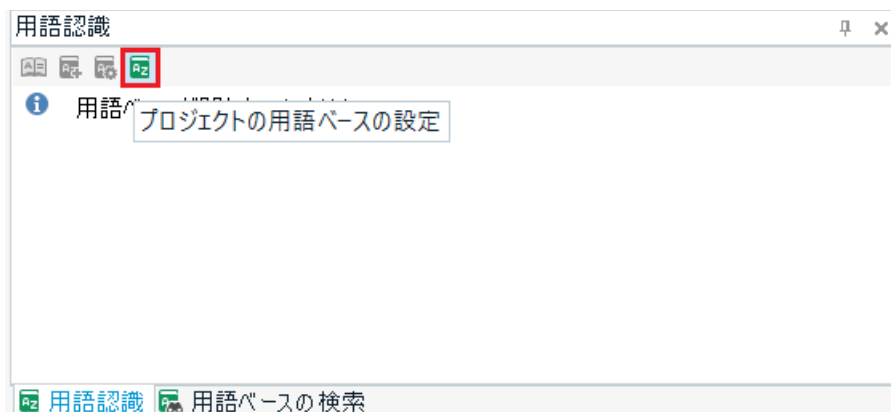 用語認識
用語ベ
プロジェクトの用語ベースの設定
用語認識 用語ベースの検索